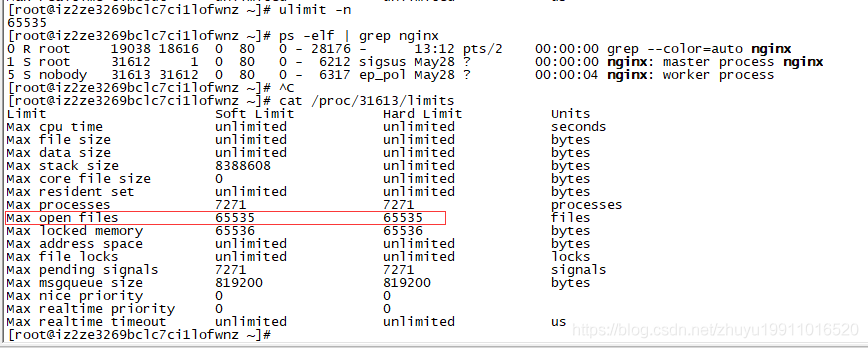 [root@iz2ze3269bclc7ci1lofwnz ~]# ulimit -n
65535
[root@iz2ze3269bclc7ci1lofwnz ~]# ps -elf | grep nginx
0 R root     19038 18616  0  80   0 - 28176 -      13:12 pts/2    00:00:00 grep --color=auto nginx
1 S root     31612     1  0  80   0 -  6212 sigsus May28 ?        00:00:00 nginx: master process nginx
5 S nobody   31613 31612  0  80   0 -  6317 ep_pol May28 ?        00:00:04 nginx: worker process
[root@iz2ze3269bclc7ci1lofwnz ~]# ^C
[root@iz2ze3269bclc7ci1lofwnz ~]# cat /proc/31613/limits
Limit                     Soft Limit           Hard Limit           Units
Max cpu time              unlimited            unlimited            seconds
Max file size             unlimited            unlimited            bytes
Max data size             unlimited            unlimited            bytes
Max stack size            8388608              unlimited            bytes
Max core file size        0                    unlimited            bytes
Max resident set          unlimited            unlimited            bytes
Max processes             7271                 7271                 processes
Max open files            65535                65535                files
Max locked memory         65536                65536                bytes
Max address space         unlimited            unlimited            bytes
Max file locks            unlimited            unlimited            locks
Max pending signals       7271                 7271                 signals
Max msgqueue size         819200               819200               bytes
Max nice priority         0                    0
Max realtime priority     0                    0
Max realtime timeout      unlimited            unlimited            us
[root@iz2ze3269bclc7ci1lofwnz ~]#
https://blog.csdn.net/zhuyu19911016520